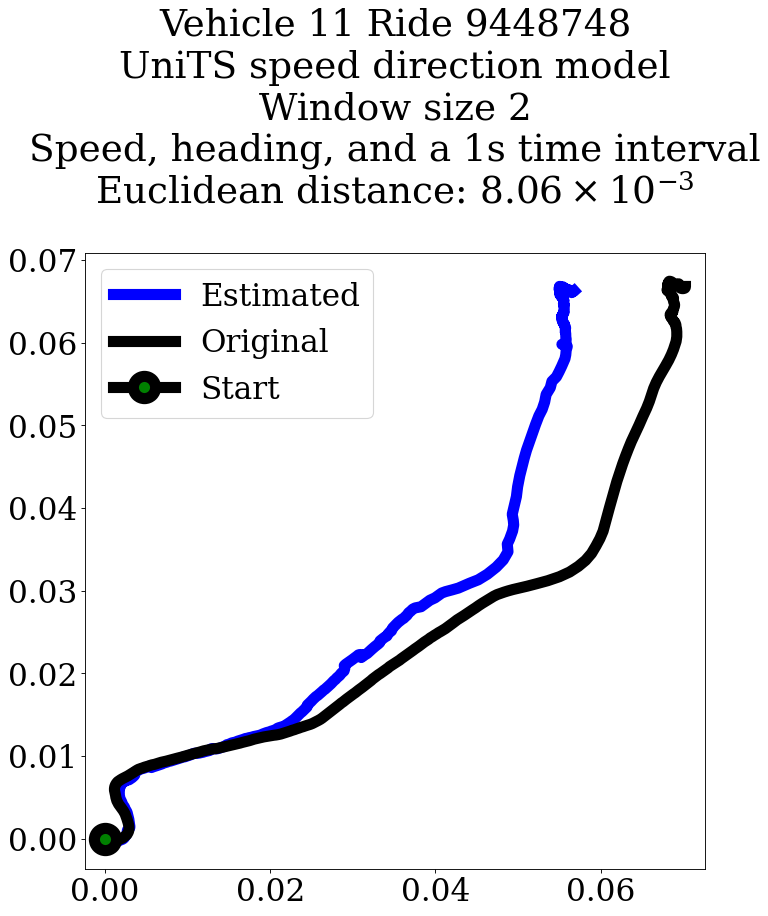 Vehicle 11 Ride 9448748
UniTS speed direction model
Window size 2
Speed, heading, and a 1s time interval
Euclidean distance: 8.06 × 10⁻³
0.07
0.06
0.05
0.04
0.03
0.02
0.01
0.00
Estimated
Original
Start
0.00 0.02 0.04 0.06